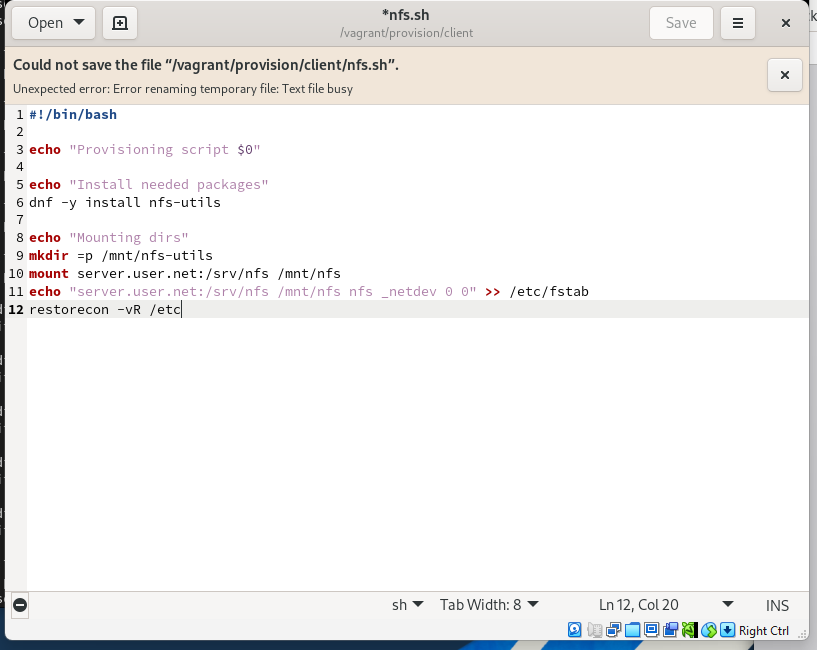 Open
*nfs.sh
/vagrant/provision/client
Save
Could not save the file “/vagrant/provision/client/nfs.sh”.
Unexpected error: Error renaming temporary file: Text file busy
1 #!/bin/bash
2
3 echo "Provisioning script $0"
4
5 echo "Install needed packages"
6 dnf -y install nfs-utils
7
8 echo "Mounting dirs"
9 mkdir =p /mnt/nfs-utils
10 mount server.user.net:/srv/nfs /mnt/nfs
11 echo "server.user.net:/srv/nfs /mnt/nfs nfs _netdev 0 0" >> /etc/fstab
12 restorecon -vR /etc
sh Tab Width: 8 Ln 12, Col 20 INS
Right Ctrl